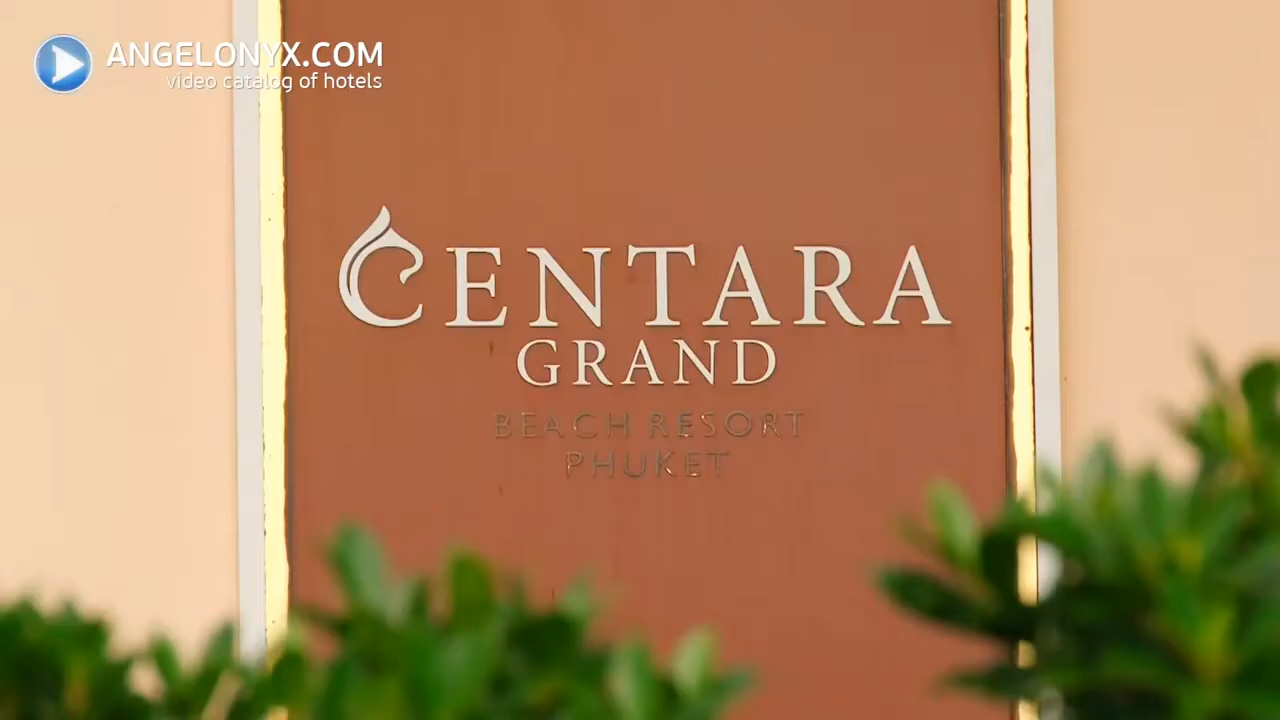 ANGELONYX.COM
video catalog of hotels
CENTARA
GRAND
BEACH RESORT
PHUKET